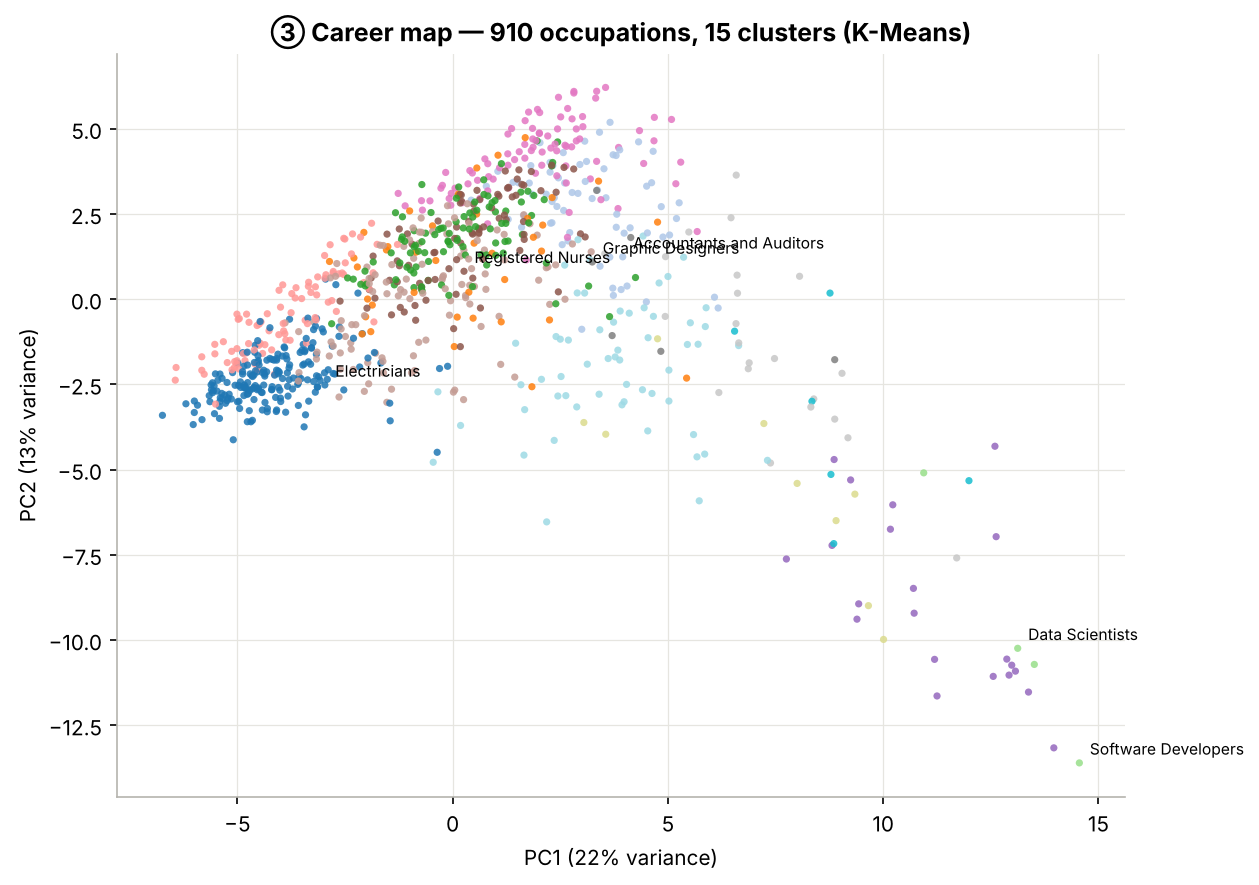 ③ Career map — 910 occupations, 15 clusters (K-Means)
5.0
2.5
0.0
−2.5
−5.0
−7.5
−10.0
−12.5
PC2 (13% variance)
Accountants and Auditors
Graphic Designers
Registered Nurses
Electricians
Data Scientists
Software Developers
−5
0
5
10
15
PC1 (22% variance)